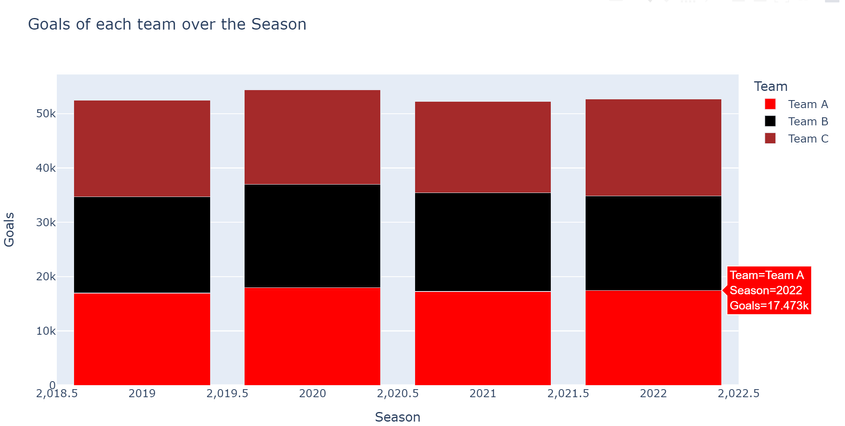 Goals of each team over the Season
Team
Team A
Team B
Team C
50k
40k
30k
20k
10k
0
Goals
Team=Team A
Season=2022
Goals=17.473k
2,018.5 2019 2,019.5 2020 2,020.5 2021 2,021.5 2022 2,022.5
Season